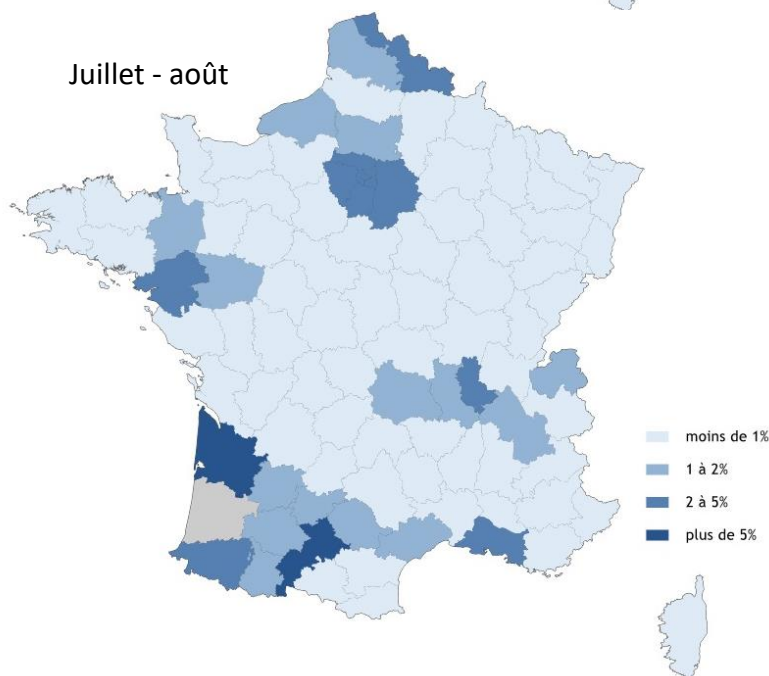 Juillet - août
moins de 1%
1 à 2%
2 à 5%
plus de 5%